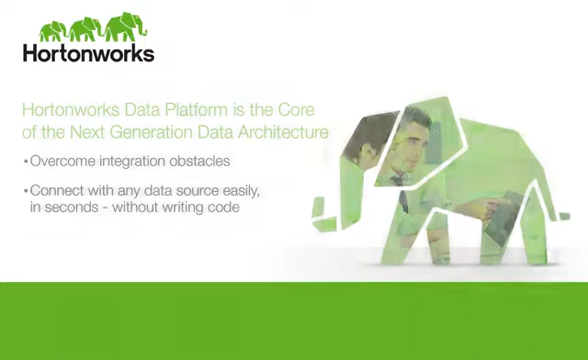 Hortonworks
Hortonworks Data Platform is the Core
of the Next Generation Data Architecture
•Overcome integration obstacles
•Connect with any data source easily,
in seconds - without writing code